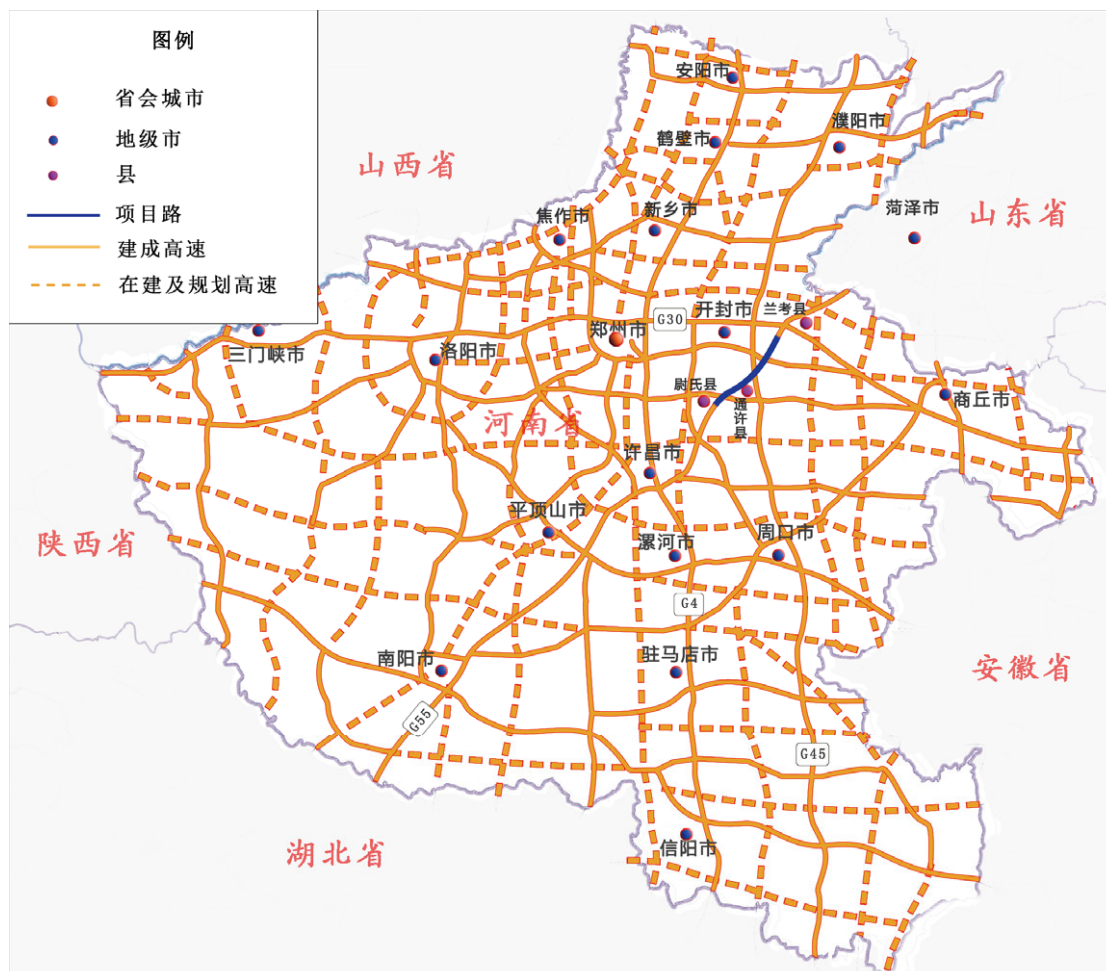 图例
省会城市
地级市
县
项目路
建成高速
在建及规划高速
安阳市
濮阳市
鹤壁市
山西省
焦作市
新乡市
菏泽市
山东省
G30
开封市
兰考县
三门峡市
洛阳市
郑州市
尉氏县
通许县
商丘市
河南省
许昌市
平顶山市
陕西省
漯河市
周口市
G4
南阳市
驻马店市
安徽省
G55
G45
湖北省
信阳市